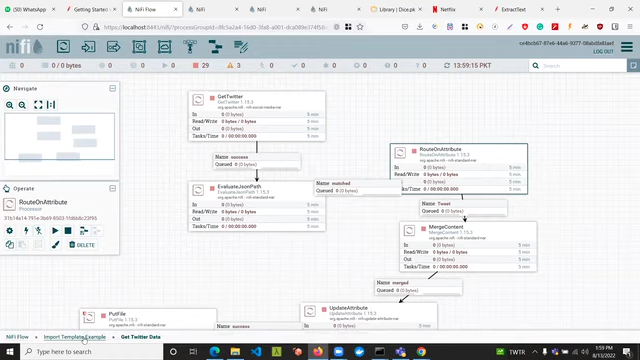 (50) WhatsApp
Getting Started
NiFi Flow
NiFi
NiFi
NiFi
Library | Dice.pk
Netflix
ExtractText
nifi
LOG OUT
0
0 / 0 bytes
0
0
29
3
0
0
0
0
0
13:59:15 PKT
Search
Navigate
Operate
RouteOnAttribute
Processor
DELETE
GetTwitter
GetTwitter 1.15.3
org.apache.nifi - nifi-social-media-nar
In 0 (0 bytes) 5 min
Read/Write 0 bytes / 0 bytes 5 min
Out 0 (0 bytes) 5 min
Tasks/Time 0 / 00:00:00.000 5 min
Name success
Queued 0 (0 bytes)
EvaluateJsonPath
EvaluateJsonPath 1.15.3
org.apache.nifi - nifi-standard-nar
In 0 (0 bytes) 5 min
Read/Write 0 bytes / 0 bytes 5 min
Out 0 (0 bytes) 5 min
Tasks/Time 0 / 00:00:00.000 5 min
Name matched
Queued 0 (0 bytes)
RouteOnAttribute
RouteOnAttribute 1.15.3
org.apache.nifi - nifi-standard-nar
In 0 (0 bytes) 5 min
Read/Write 0 bytes / 0 bytes 5 min
Out 0 (0 bytes) 5 min
Tasks/Time 0 / 00:00:00.000 5 min
Name Tweet
Queued 0 (0 bytes)
MergeContent
MergeContent 1.15.3
org.apache.nifi - nifi-standard-nar
In 0 (0 bytes) 5 min
Read/Write 0 bytes / 0 bytes 5 min
Out 0 (0 bytes) 5 min
Tasks/Time 0 / 00:00:00.000 5 min
Name merged
Queued 0 (0 bytes)
UpdateAttribute
UpdateAttribute 1.15.3
PutFile
PutFile 1.15.3
org.apache.nifi - nifi-standard-nar
Name success
NiFi Flow
Import Template Example
Get Twitter Data
Type here to search
1:59 PM
8/13/2022